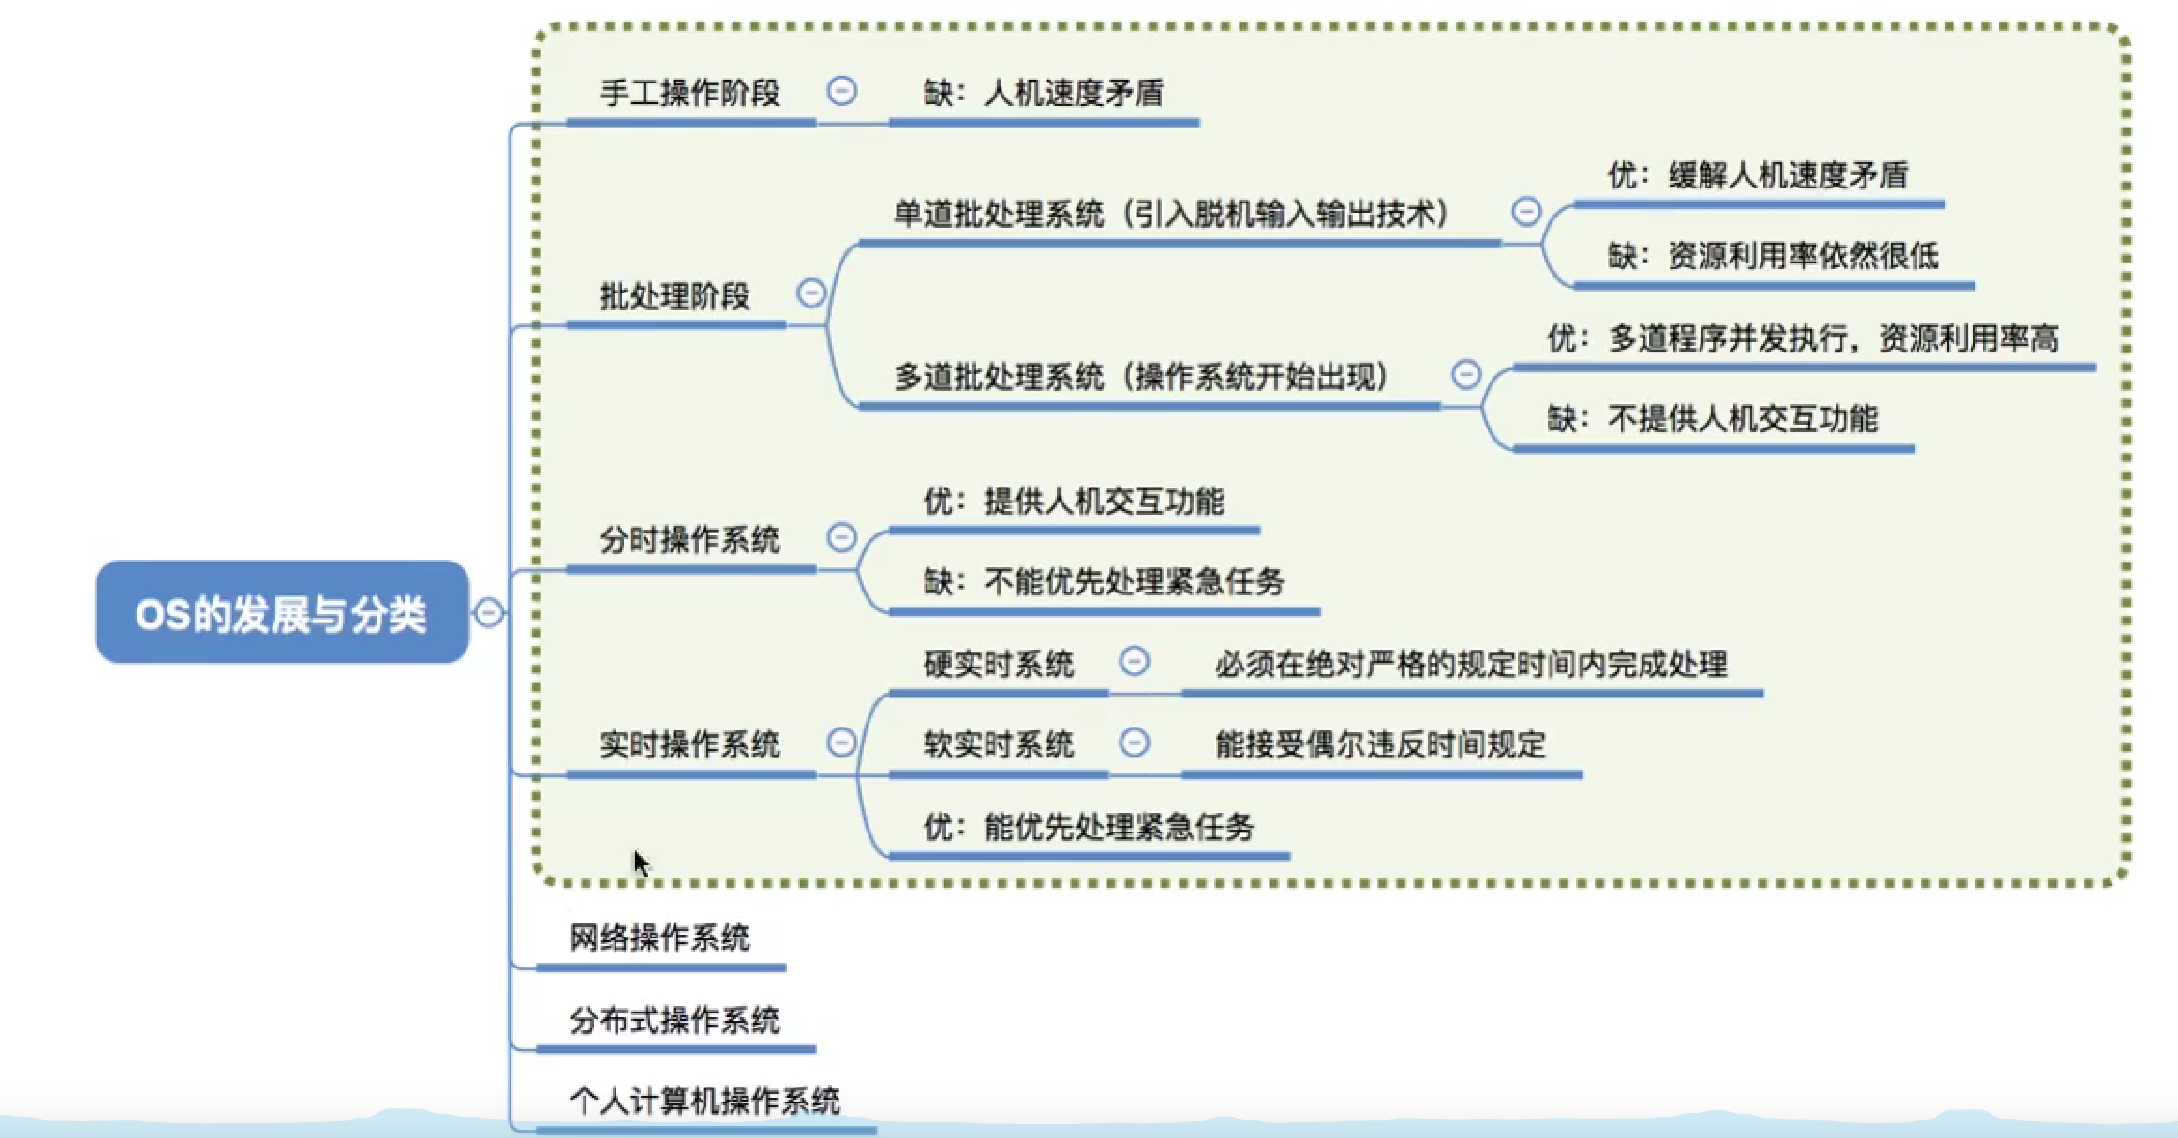 手工操作阶段
缺：人机速度矛盾
批处理阶段
单道批处理系统（引入脱机输入输出技术）
优：缓解人机速度矛盾
缺：资源利用率依然很低
多道批处理系统（操作系统开始出现）
优：多道程序并发执行，资源利用率高
缺：不提供人机交互功能
分时操作系统
优：提供人机交互功能
缺：不能优先处理紧急任务
OS的发展与分类
实时操作系统
硬实时系统
必须在绝对严格的规定时间内完成处理
软实时系统
能接受偶尔违反时间规定
优：能优先处理紧急任务
网络操作系统
分布式操作系统
个人计算机操作系统